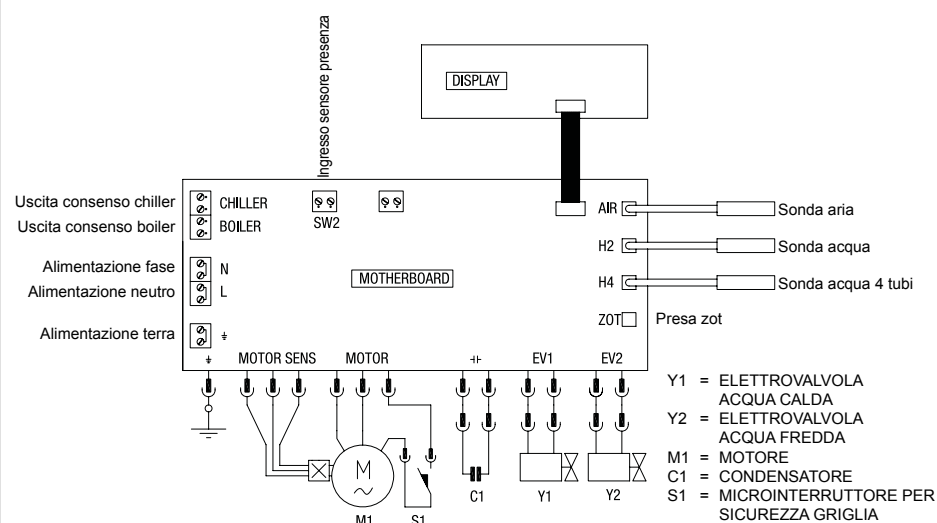 Ingresso sensore presenza
DISPLAY
Uscita consenso chiller
CHILLER
Uscita consenso boiler
BOILER
SW2
AIR
Sonda aria
H2
Sonda acqua
Alimentazione fase
N
MOTHERBOARD
H4
Sonda acqua 4 tubi
Alimentazione neutro
L
ZOT
Presa zot
Alimentazione terra
MOTOR SENS
MOTOR
EV1
EV2
Y1 = ELETTROVALVOLA
ACQUA CALDA
Y2 = ELETTROVALVOLA
ACQUA FREDDA
M1 = MOTORE
C1 = CONDENSATORE
S1 = MICROINTERRUTTORE PER
SICUREZZA GRIGLIA
M
~
C1
Y1
Y2
M1
S1